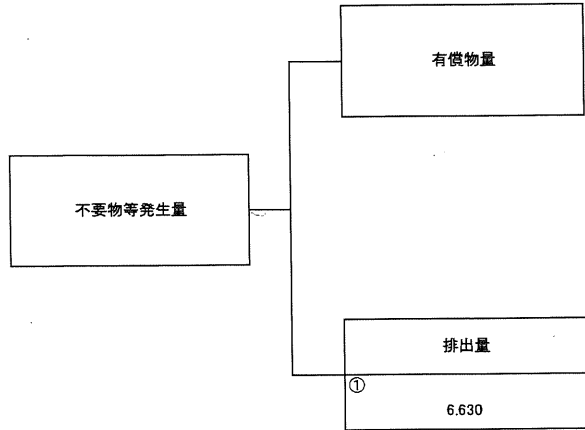 有償物量
不要物等発生量
排出量
①
6.630